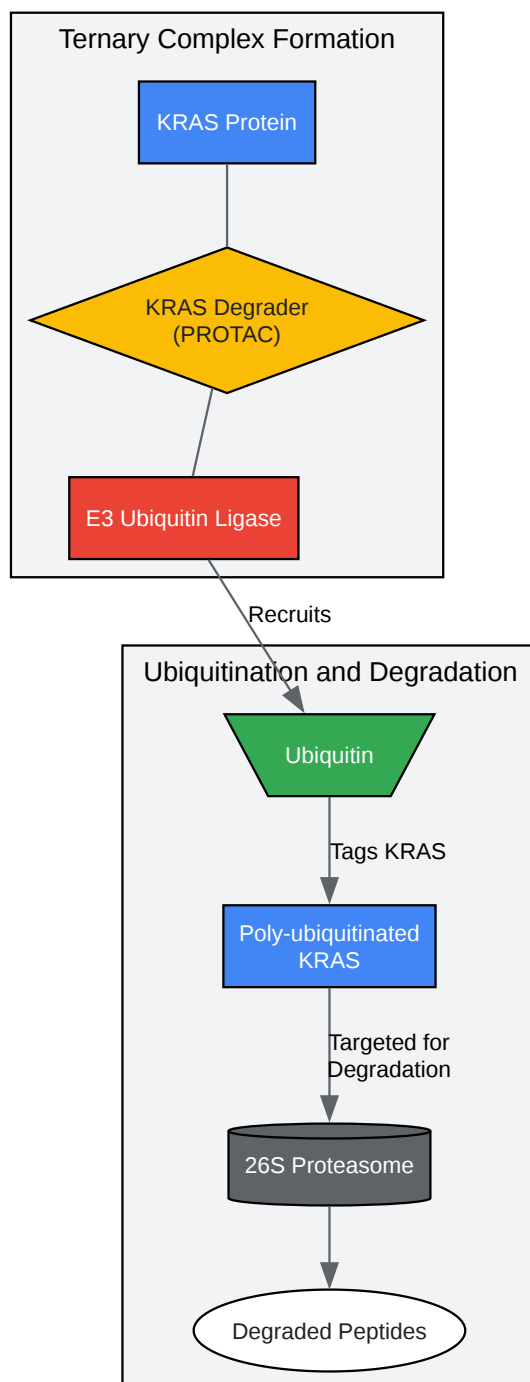 Ternary Complex Formation
KRAS Protein
KRAS Degrader
(PROTAC)
E3 Ubiquitin Ligase
Recruits
Ubiquitination and Degradation
Ubiquitin
Tags KRAS
Poly-ubiquitinated
KRAS
Targeted for
Degradation
26S Proteasome
Degraded Peptides